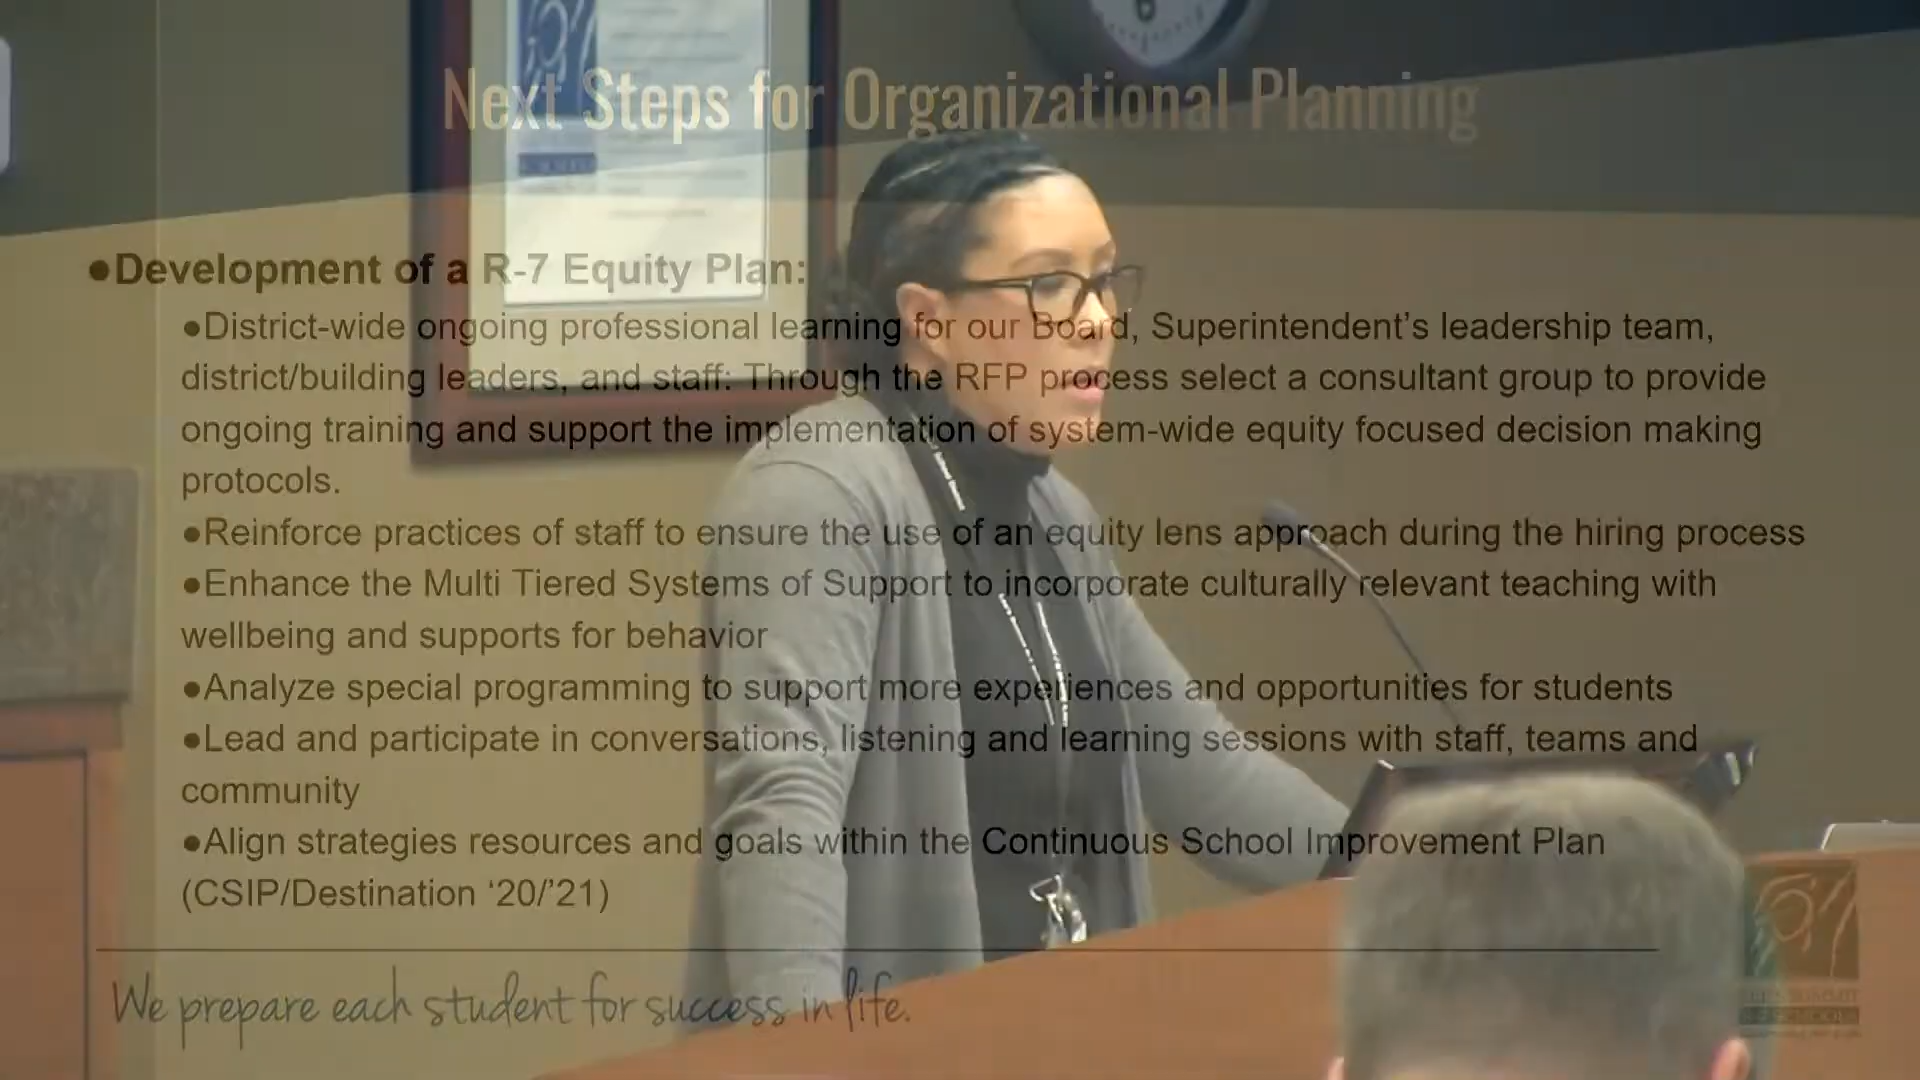 Next Steps for Organizational Planning
●Development of a R-7 Equity Plan:
●District-wide ongoing professional learning for our Board, Superintendent’s leadership team,
district/building leaders, and staff: Through the RFP process select a consultant group to provide
ongoing training and support the implementation of system-wide equity focused decision making
protocols.
●Reinforce practices of staff to ensure the use of an equity lens approach during the hiring process
●Enhance the Multi Tiered Systems of Support to incorporate culturally relevant teaching with
wellbeing and supports for behavior
●Analyze special programming to support more experiences and opportunities for students
●Lead and participate in conversations, listening and learning sessions with staff, teams and
community
●Align strategies resources and goals within the Continuous School Improvement Plan
(CSIP/Destination ‘20/’21)
We prepare each student for success in life.